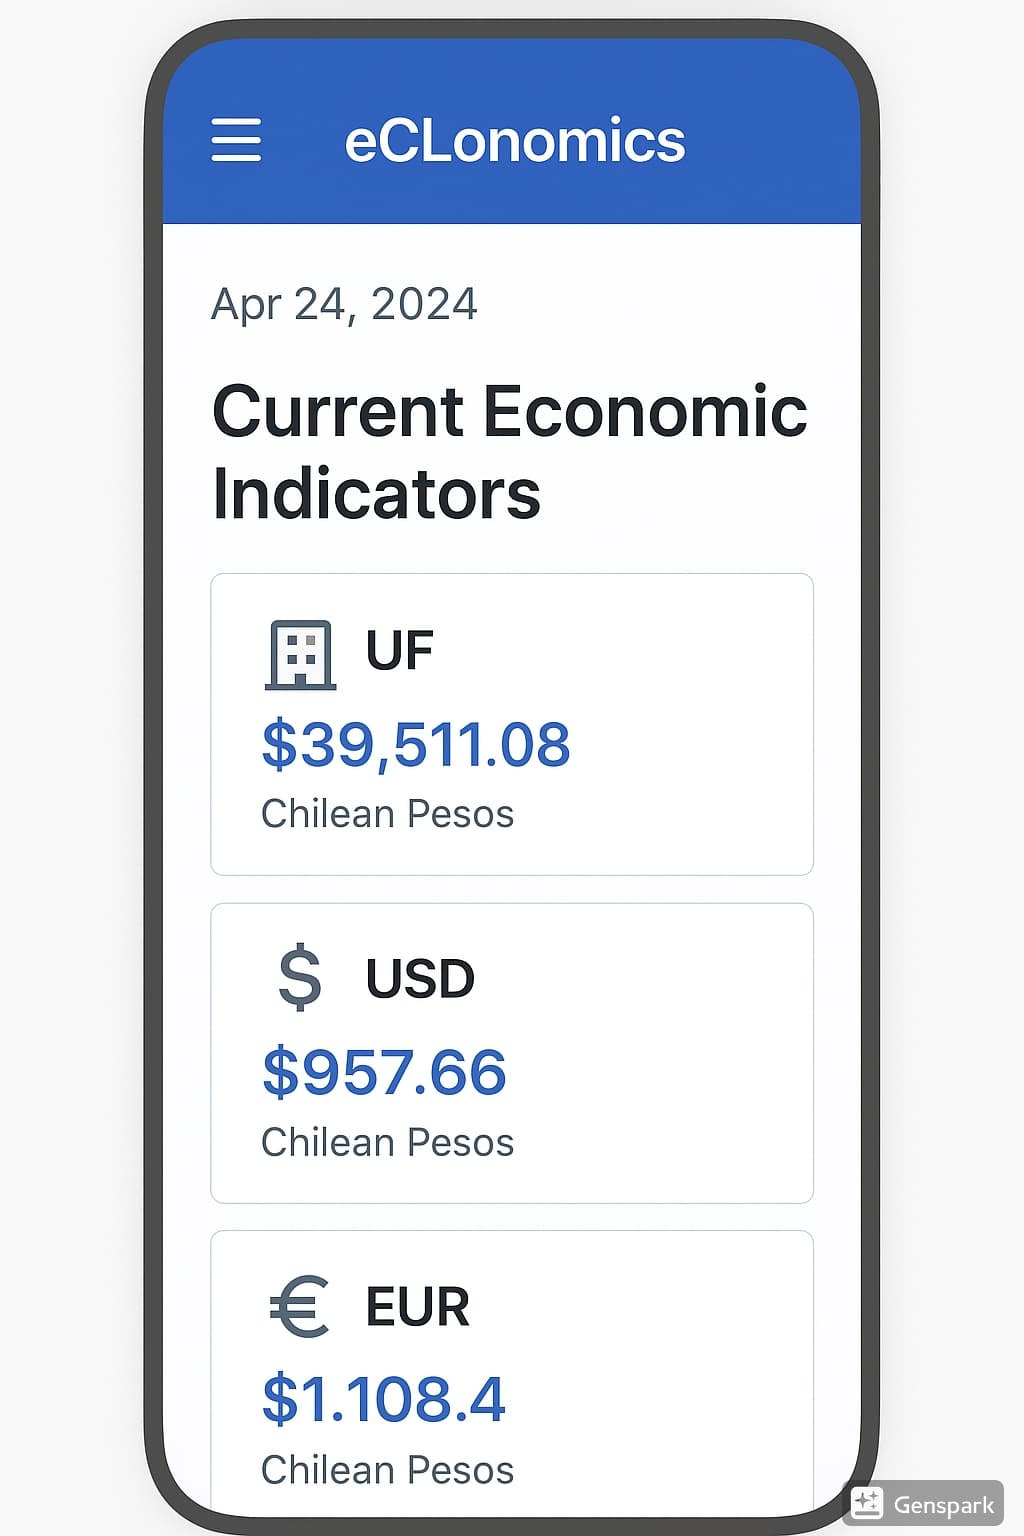 eCLonomics
Apr 24, 2024
Current Economic
Indicators
UF
$39,511.08
Chilean Pesos
$ USD
$957.66
Chilean Pesos
€ EUR
$1.108.4
Chilean Pesos
Genspark